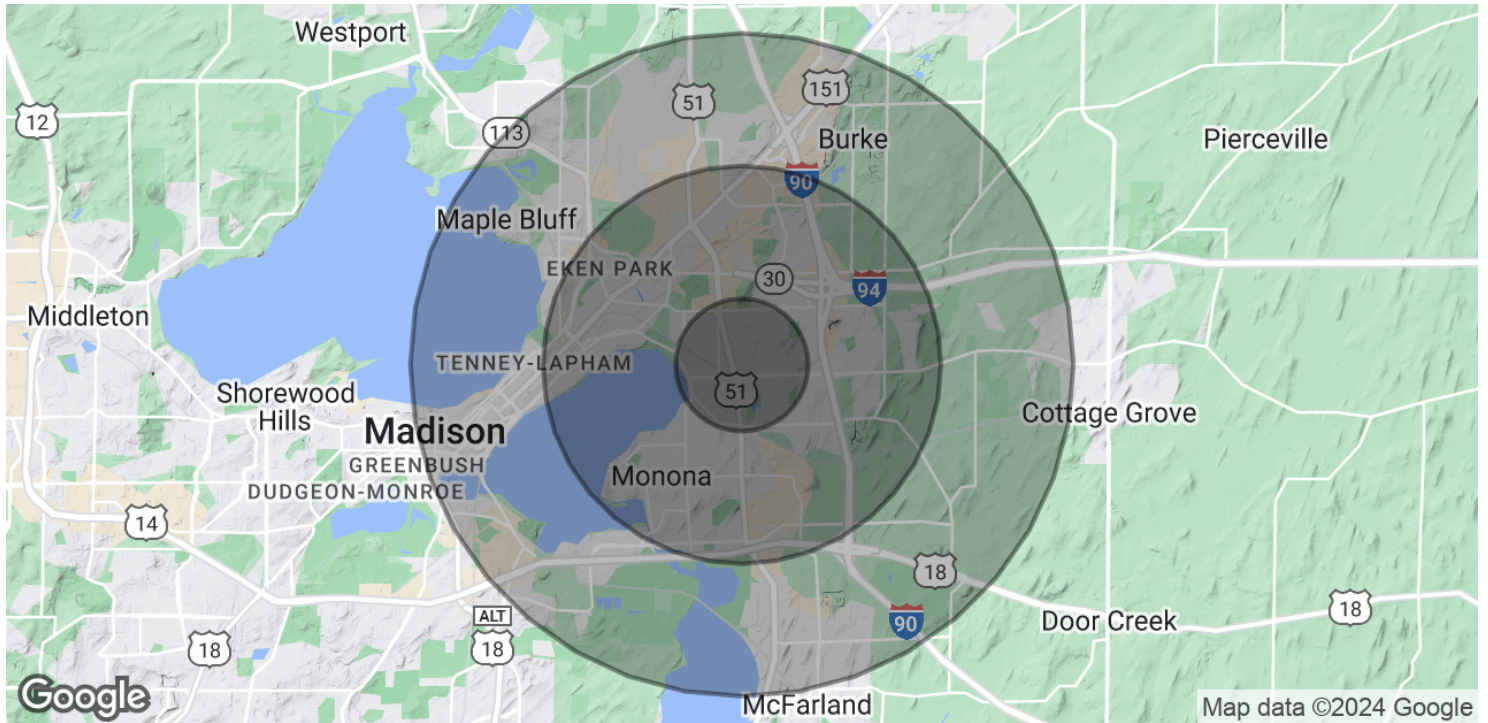 Westport
12
51
151
113
Burke
Pierceville
90
Maple Bluff
EKEN PARK
30
94
Middleton
TENNEY-LAPHAM
Shorewood
Hills
51
Cottage Grove
Madison
GREENBUSH
Monona
DUDGEON-MONROE
14
18
ALT
18
18
90
Door Creek
18
Google
McFarland
Map data ©2024 Google